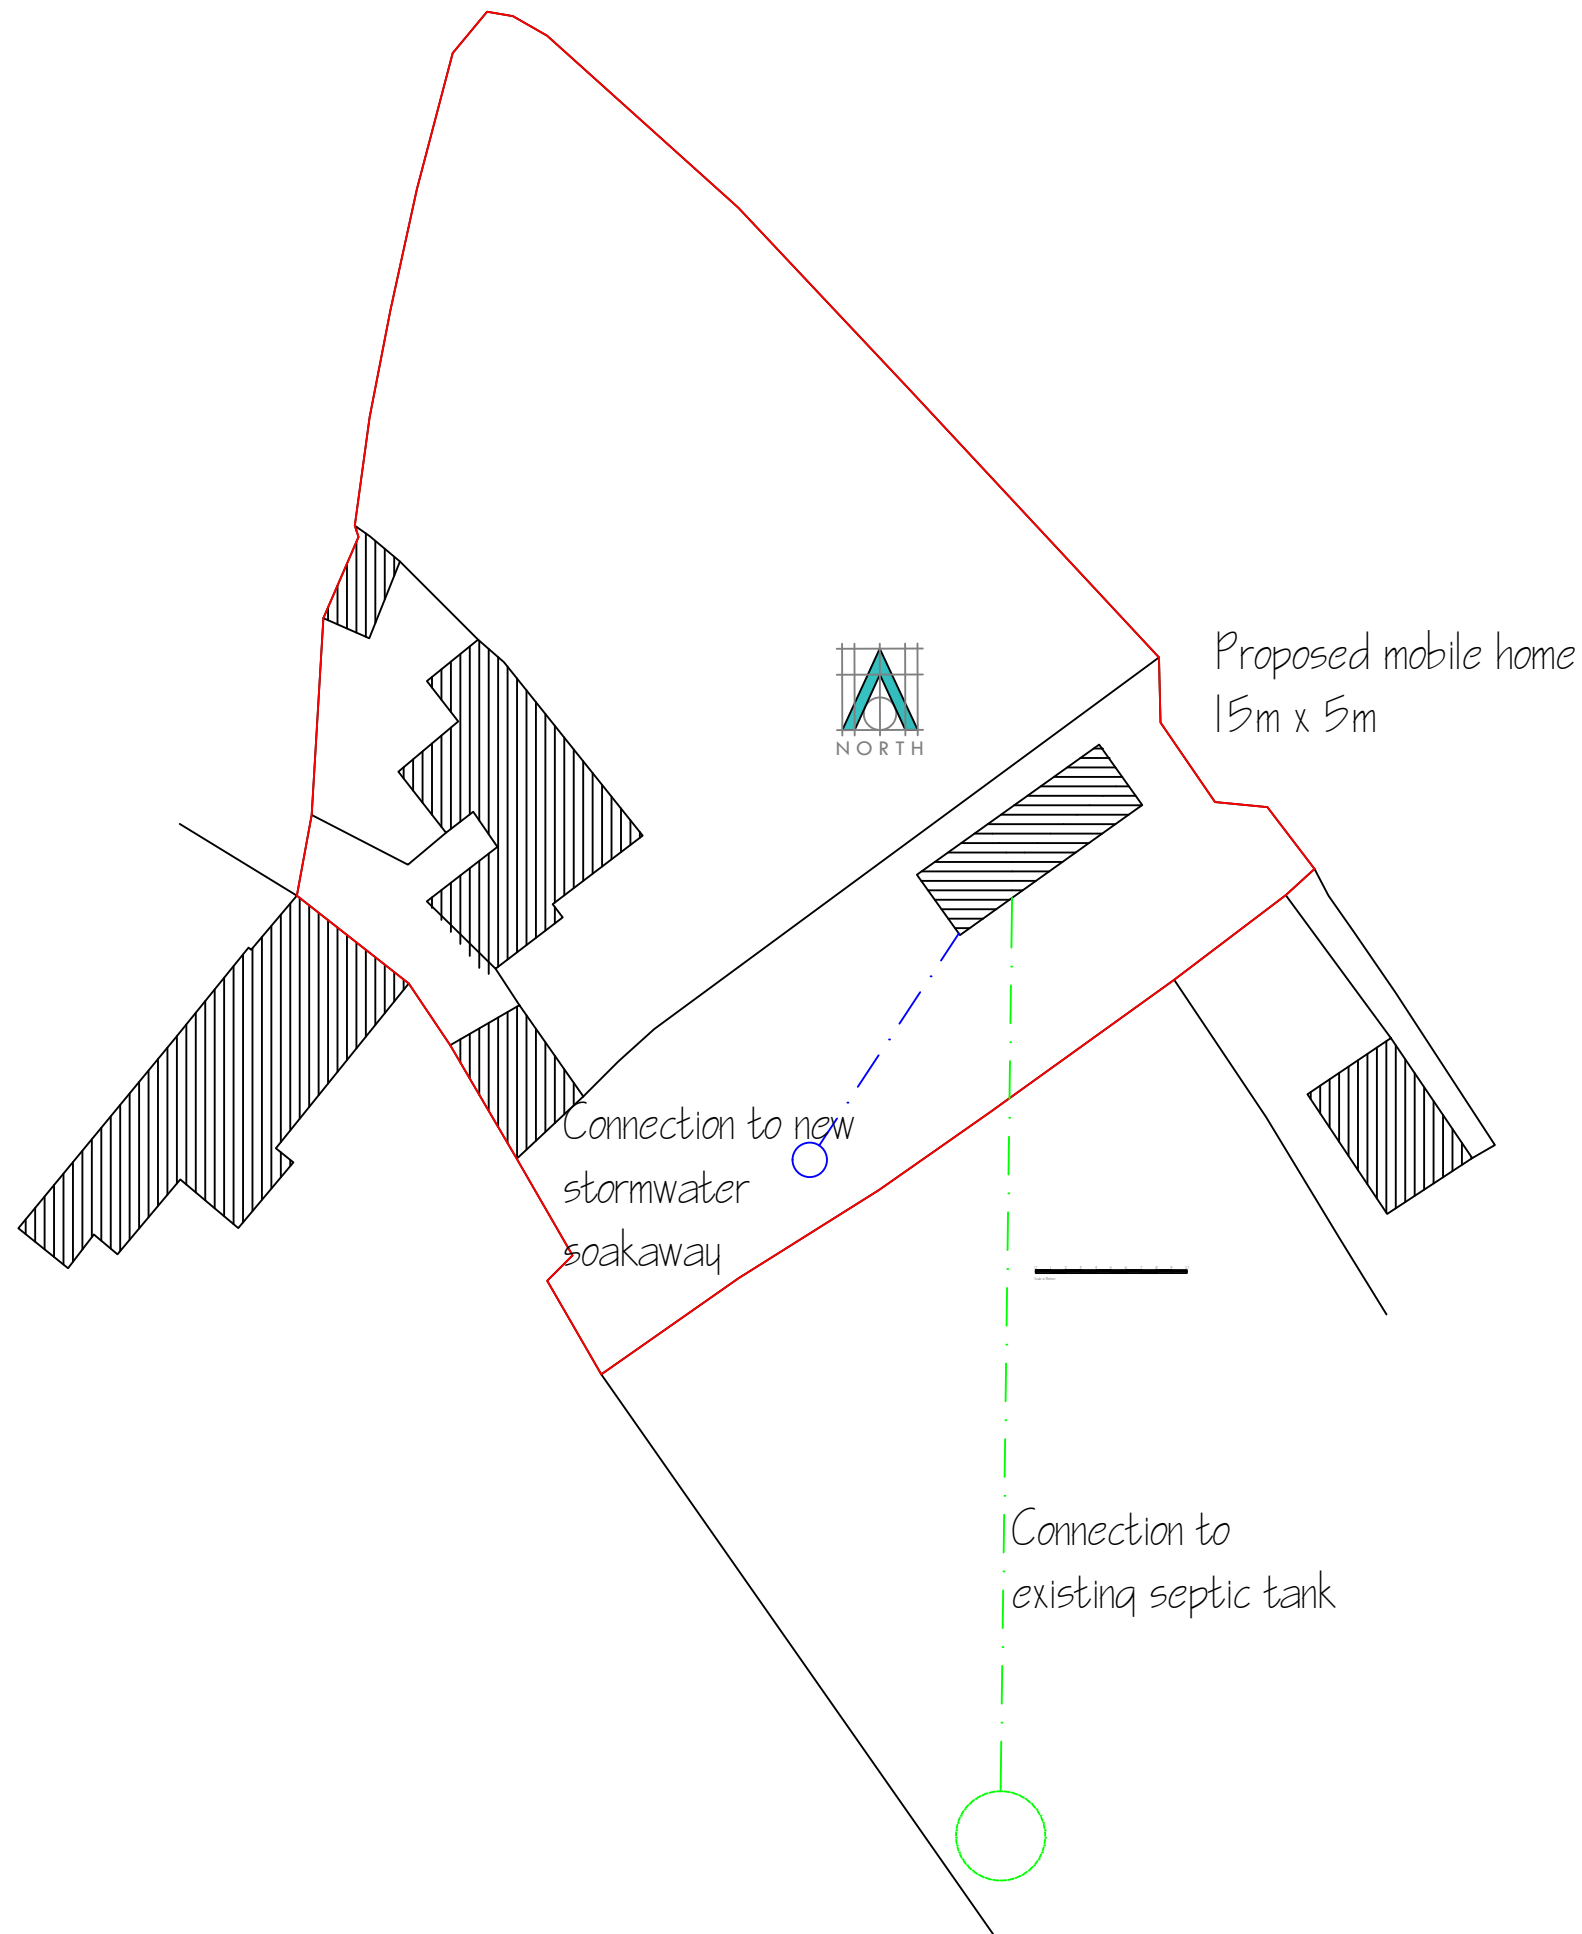 Proposed mobile home
15m x 5m
NORTH
Connection to new
stormwater
soakaway
Connection to
existing septic tank